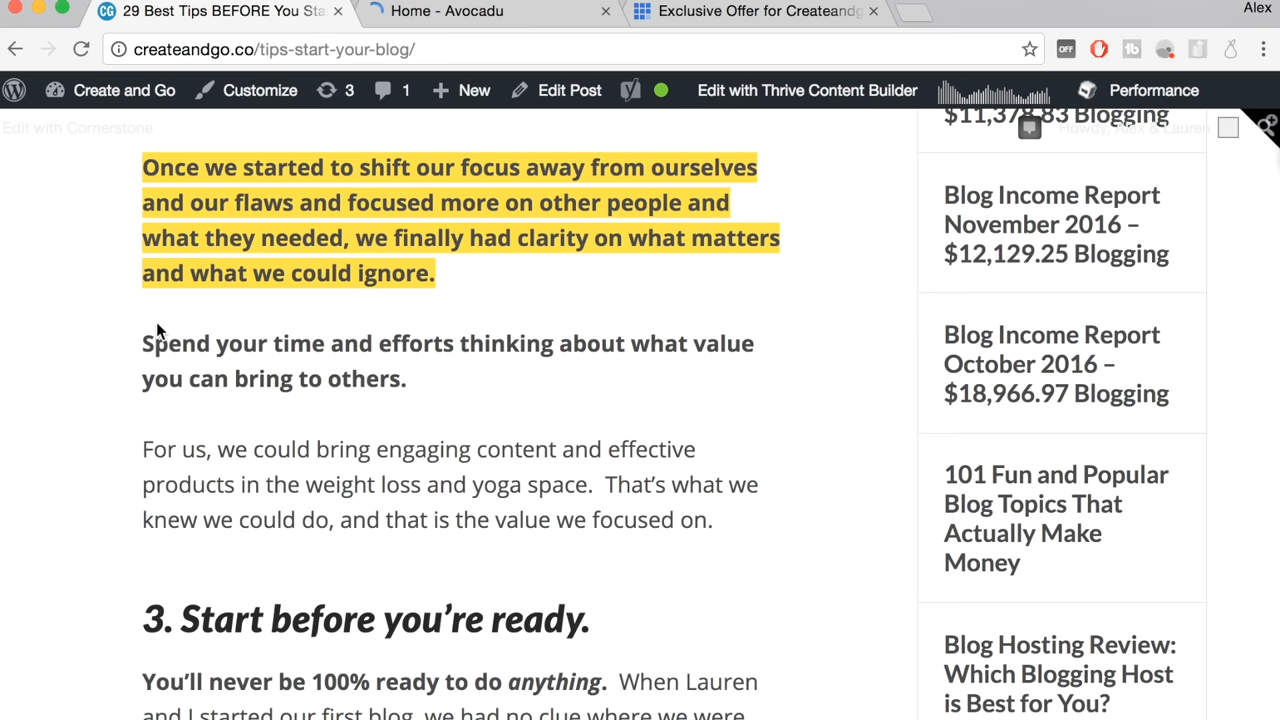 29 Best Tips BEFORE You Sta
Home - Avocadu
Exclusive Offer for Createandg
Alex
createandgo.co/tips-start-your-blog/
OFF
Create and Go
Customize
3
1
New
Edit Post
Edit with Thrive Content Builder
Performance
Edit with Cornerstone
Howdy, Alex & Lauren
Once we started to shift our focus away from ourselves
and our flaws and focused more on other people and
what they needed, we finally had clarity on what matters
and what we could ignore.
Spend your time and efforts thinking about what value
you can bring to others.
For us, we could bring engaging content and effective
products in the weight loss and yoga space.  That’s what we
knew we could do, and that is the value we focused on.
3. Start before you’re ready.
You’ll never be 100% ready to do anything.  When Lauren
and I started our first blog, we had no clue where we were
$11,378.83 Blogging
Blog Income Report
November 2016 –
$12,129.25 Blogging
Blog Income Report
October 2016 –
$18,966.97 Blogging
101 Fun and Popular
Blog Topics That
Actually Make
Money
Blog Hosting Review:
Which Blogging Host
is Best for You?